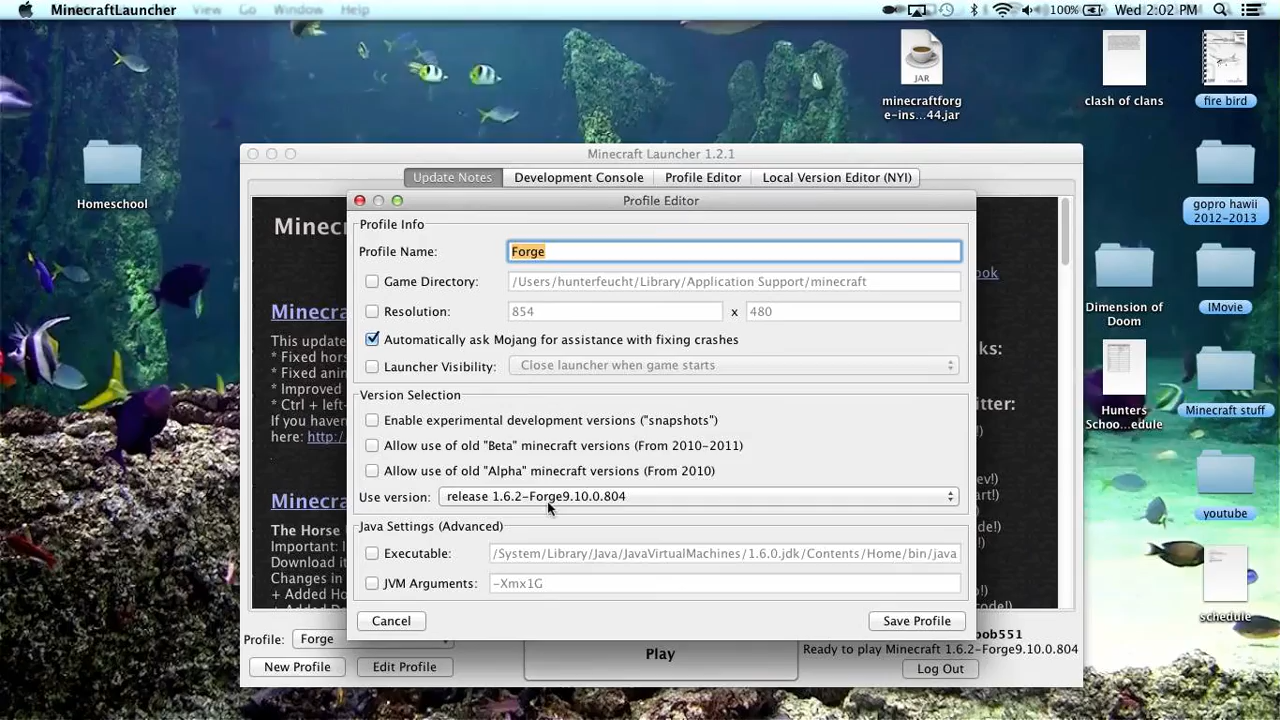 MinecraftLauncher View Go Window Help 100% Wed 2:02 PM
JAR
minecraftforg
e-ins...44.jar
clash of clans
fire bird
Homeschool
gopro hawii
2012-2013
Dimension of
Doom
IMovie
Hunters
Schoo...edule
Minecraft stuff
youtube
schedule
Minecraft Launcher 1.2.1
Update Notes Development Console Profile Editor Local Version Editor (NYI)
Profile Editor
Profile Info
Profile Name: Forge
Game Directory: /Users/hunterfeucht/Library/Application Support/minecraft
Resolution: 854 x 480
Automatically ask Mojang for assistance with fixing crashes
Launcher Visibility: Close launcher when game starts
Version Selection
Enable experimental development versions ("snapshots")
Allow use of old "Beta" minecraft versions (From 2010-2011)
Allow use of old "Alpha" minecraft versions (From 2010)
Use version: release 1.6.2-Forge9.10.0.804
Java Settings (Advanced)
Executable: /System/Library/Java/JavaVirtualMachines/1.6.0.jdk/Contents/Home/bin/java
JVM Arguments: -Xmx1G
Cancel Save Profile
This update
* Fixed hors
* Fixed anin
* Improved
* Ctrl + left-
If you haven
here: http:/
The Horse
Important: I
Download it
Changes in
+ Added Ho
Profile: Forge
New Profile Edit Profile
Play
ob551
Ready to play Minecraft 1.6.2-Forge9.10.0.804
Log Out